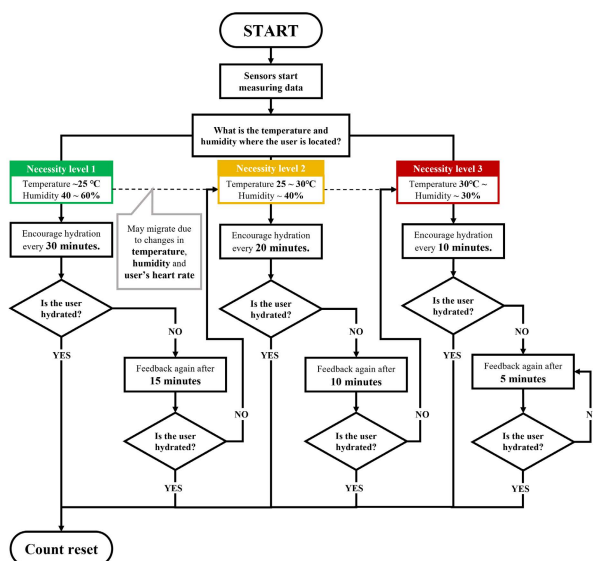 START
Sensors start
measuring data
What is the temperature and
humidity where the user is located?
Necessity level 1
Temperature ~25 ℃
Humidity 40 ~ 60%
Necessity level 2
Temperature 25 ~ 30℃
Humidity ~ 40%
Necessity level 3
Temperature 30℃ ~
Humidity ~ 30%
May migrate due
to changes in
temperature,
humidity and
user's heart rate
Encourage hydration
every 30 minutes.
Encourage hydration
every 20 minutes.
Encourage hydration
every 10 minutes.
Is the user
hydrated?
Is the user
hydrated?
Is the user
hydrated?
NO
NO
NO
YES
YES
YES
Feedback again after
15 minutes
Feedback again after
10 minutes
Feedback again after
5 minutes
NO
NO
N
Is the user
hydrated?
Is the user
hydrated?
Is the user
hydrated?
YES
YES
YES
Count reset